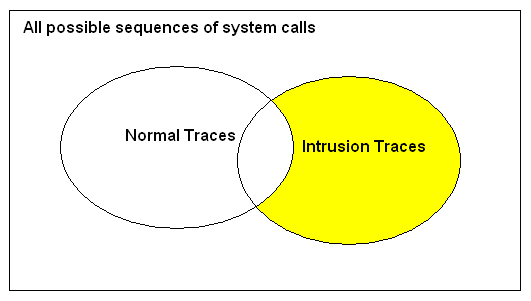 All possible sequences of system calls
Normal Traces
Intrusion Traces